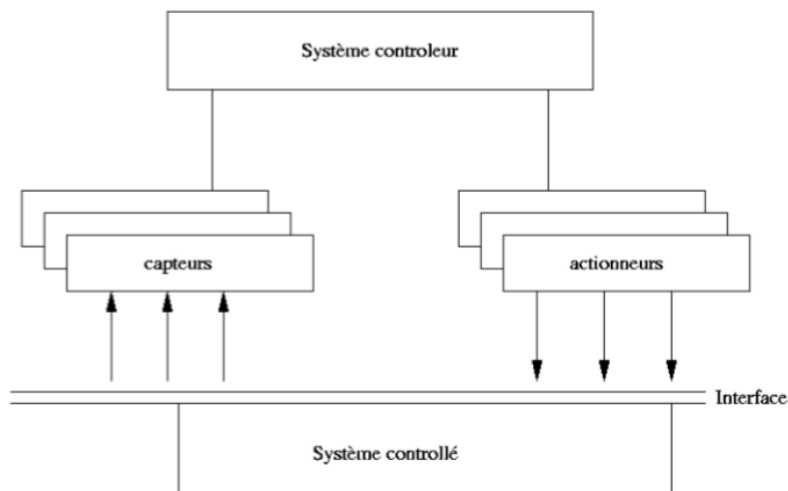 Système controleur
capteurs
actionneurs
Interface
Système controllé